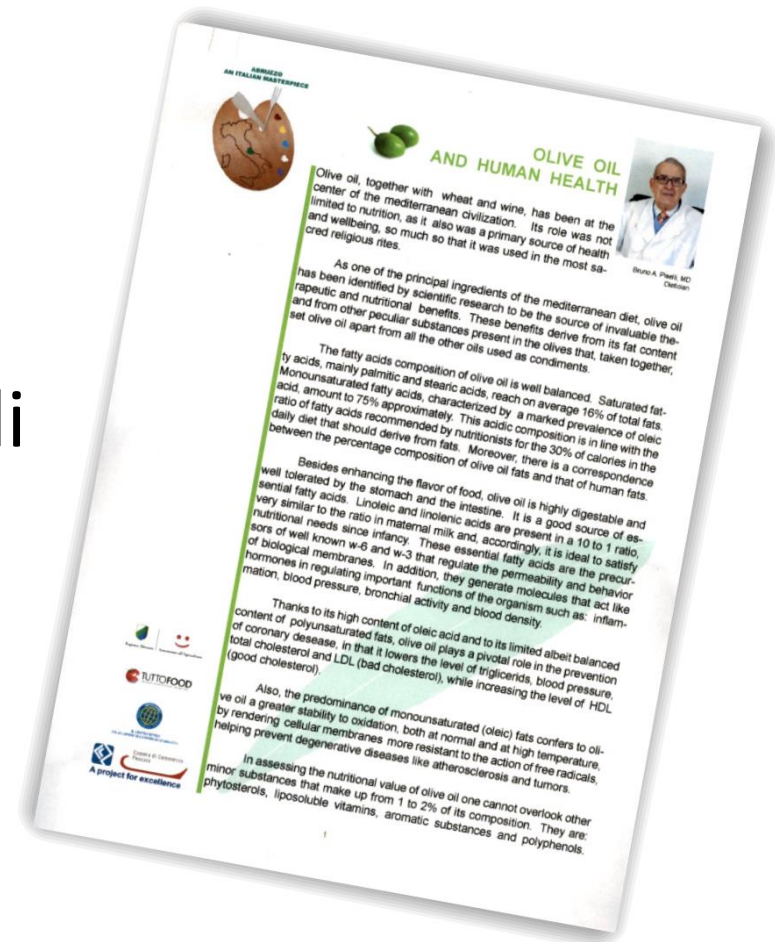 li
ABRUZZO
AN ITALIAN MASTERPIECE
OLIVE OIL
AND HUMAN HEALTH
Bruno A. Piselli, MD
Dietician
Olive oil, together with wheat and wine, has been at the
center of the mediterranean civilization. Its role was not
limited to nutrition, as it also was a primary source of health
and wellbeing, so much so that it was used in the most sa-
cred religious rites.
As one of the principal ingredients of the mediterranean diet, olive oil
has been identified by scientific research to be the source of invaluable the-
rapeutic and nutritional benefits. These benefits derive from its fat content
and from other peculiar substances present in the olives that, taken together,
set olive oil apart from all the other oils used as condiments.
The fatty acids composition of olive oil is well balanced. Saturated fat-
ty acids, mainly palmitic and stearic acids, reach on average 16% of total fats.
Monounsaturated fatty acids, characterized by a marked prevalence of oleic
acid, amount to 75% approximately. This acidic composition is in line with the
ratio of fatty acids recommended by nutritionists for the 30% of calories in the
daily diet that should derive from fats. Moreover, there is a correspondence
between the percentage composition of olive oil fats and that of human fats.
Besides enhancing the flavor of food, olive oil is highly digestable and
well tolerated by the stomach and the intestine. It is a good source of es-
sential fatty acids. Linoleic and linolenic acids are present in a 10 to 1 ratio,
very similar to the ratio in maternal milk and, accordingly, it is ideal to satisfy
nutritional needs since infancy. These essential fatty acids are the precur-
sors of well known w-6 and w-3 that regulate the permeability and behavior
of biological membranes. In addition, they generate molecules that act like
hormones in regulating important functions of the organism such as: inflam-
mation, blood pressure, bronchial activity and blood density.
Thanks to its high content of oleic acid and to its limited albeit balanced
content of polyunsaturated fats, olive oil plays a pivotal role in the prevention
of coronary desease, in that it lowers the level of triglicerids, blood pressure,
total cholesterol and LDL (bad cholesterol), while increasing the level of HDL
(good cholesterol).
Also, the predominance of monounsaturated (oleic) fats confers to oli-
ve oil a greater stability to oxidation, both at normal and at high temperature,
by rendering cellular membranes more resistant to the action of free radicals,
helping prevent degenerative diseases like atherosclerosis and tumors.
In assessing the nutritional value of olive oil one cannot overlook other
minor substances that make up from 1 to 2% of its composition. They are:
phytosterols, liposoluble vitamins, aromatic substances and polyphenols.
TUTTOFOOD
Camera di Commercio
Pescara
A project for excellence
1